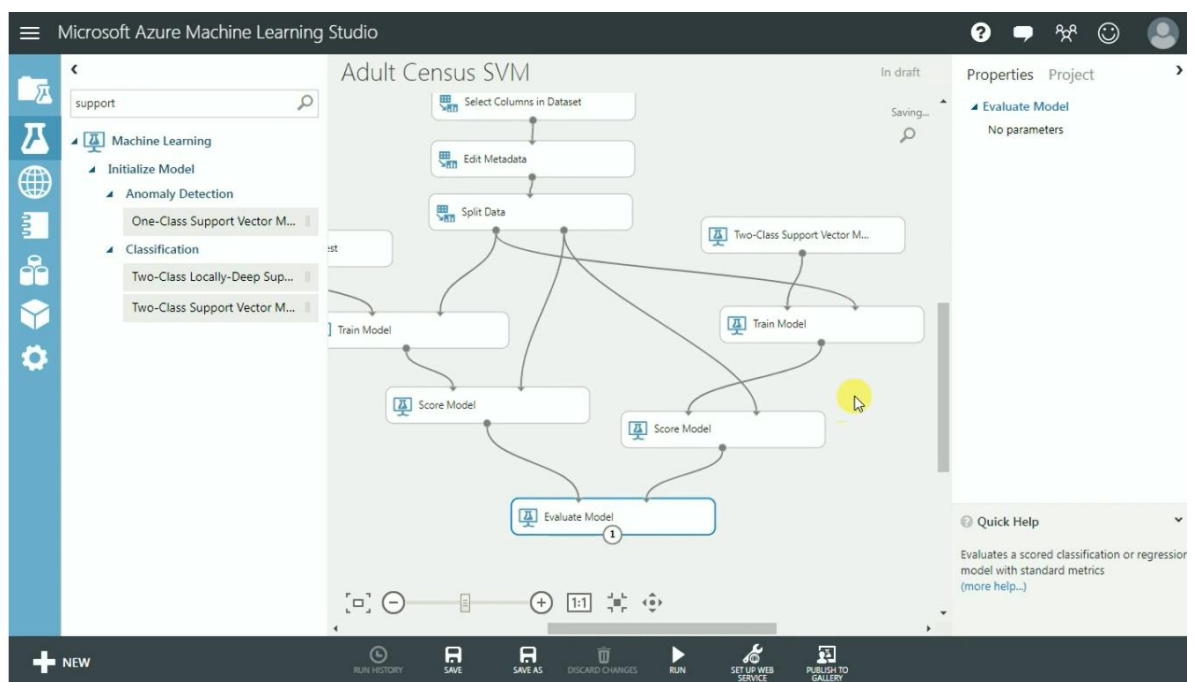 Microsoft Azure Machine Learning Studio
support
Machine Learning
Initialize Model
Anomaly Detection
One-Class Support Vector M...
Classification
Two-Class Locally-Deep Sup...
Two-Class Support Vector M...
Adult Census SVM
In draft
Saving...
Select Columns in Dataset
Edit Metadata
Split Data
est
Two-Class Support Vector M...
Train Model
Train Model
Score Model
Score Model
Evaluate Model
1
1:1
Properties Project
Evaluate Model
No parameters
Quick Help
Evaluates a scored classification or regression
model with standard metrics
(more help...)
NEW
RUN HISTORY
SAVE
SAVE AS
DISCARD CHANGES
RUN
SET UP WEB
SERVICE
PUBLISH TO
GALLERY